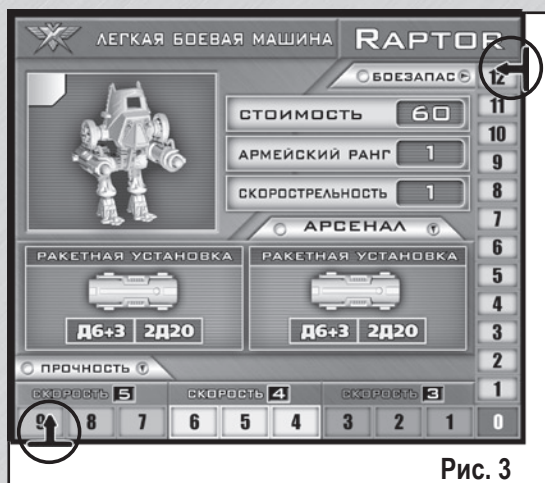 ЛЕГКАЯ БОЕВАЯ МАШИНА RAPTOR
БОЕЗАПАС
12
СТОИМОСТЬ 60
11
10
АРМЕЙСКИЙ РАНГ 1
9
СКОРОСТРЕЛЬНОСТЬ 1
8
АРСЕНАЛ
7
РАКЕТНАЯ УСТАНОВКА РАКЕТНАЯ УСТАНОВКА
6
5
4
Д6+3 2Д20 Д6+3 2Д20
3
ПРОЧНОСТЬ
2
СКОРОСТЬ 5 СКОРОСТЬ 4 СКОРОСТЬ 3
1
9 8 7 6 5 4 3 2 1 0
Рис. 3